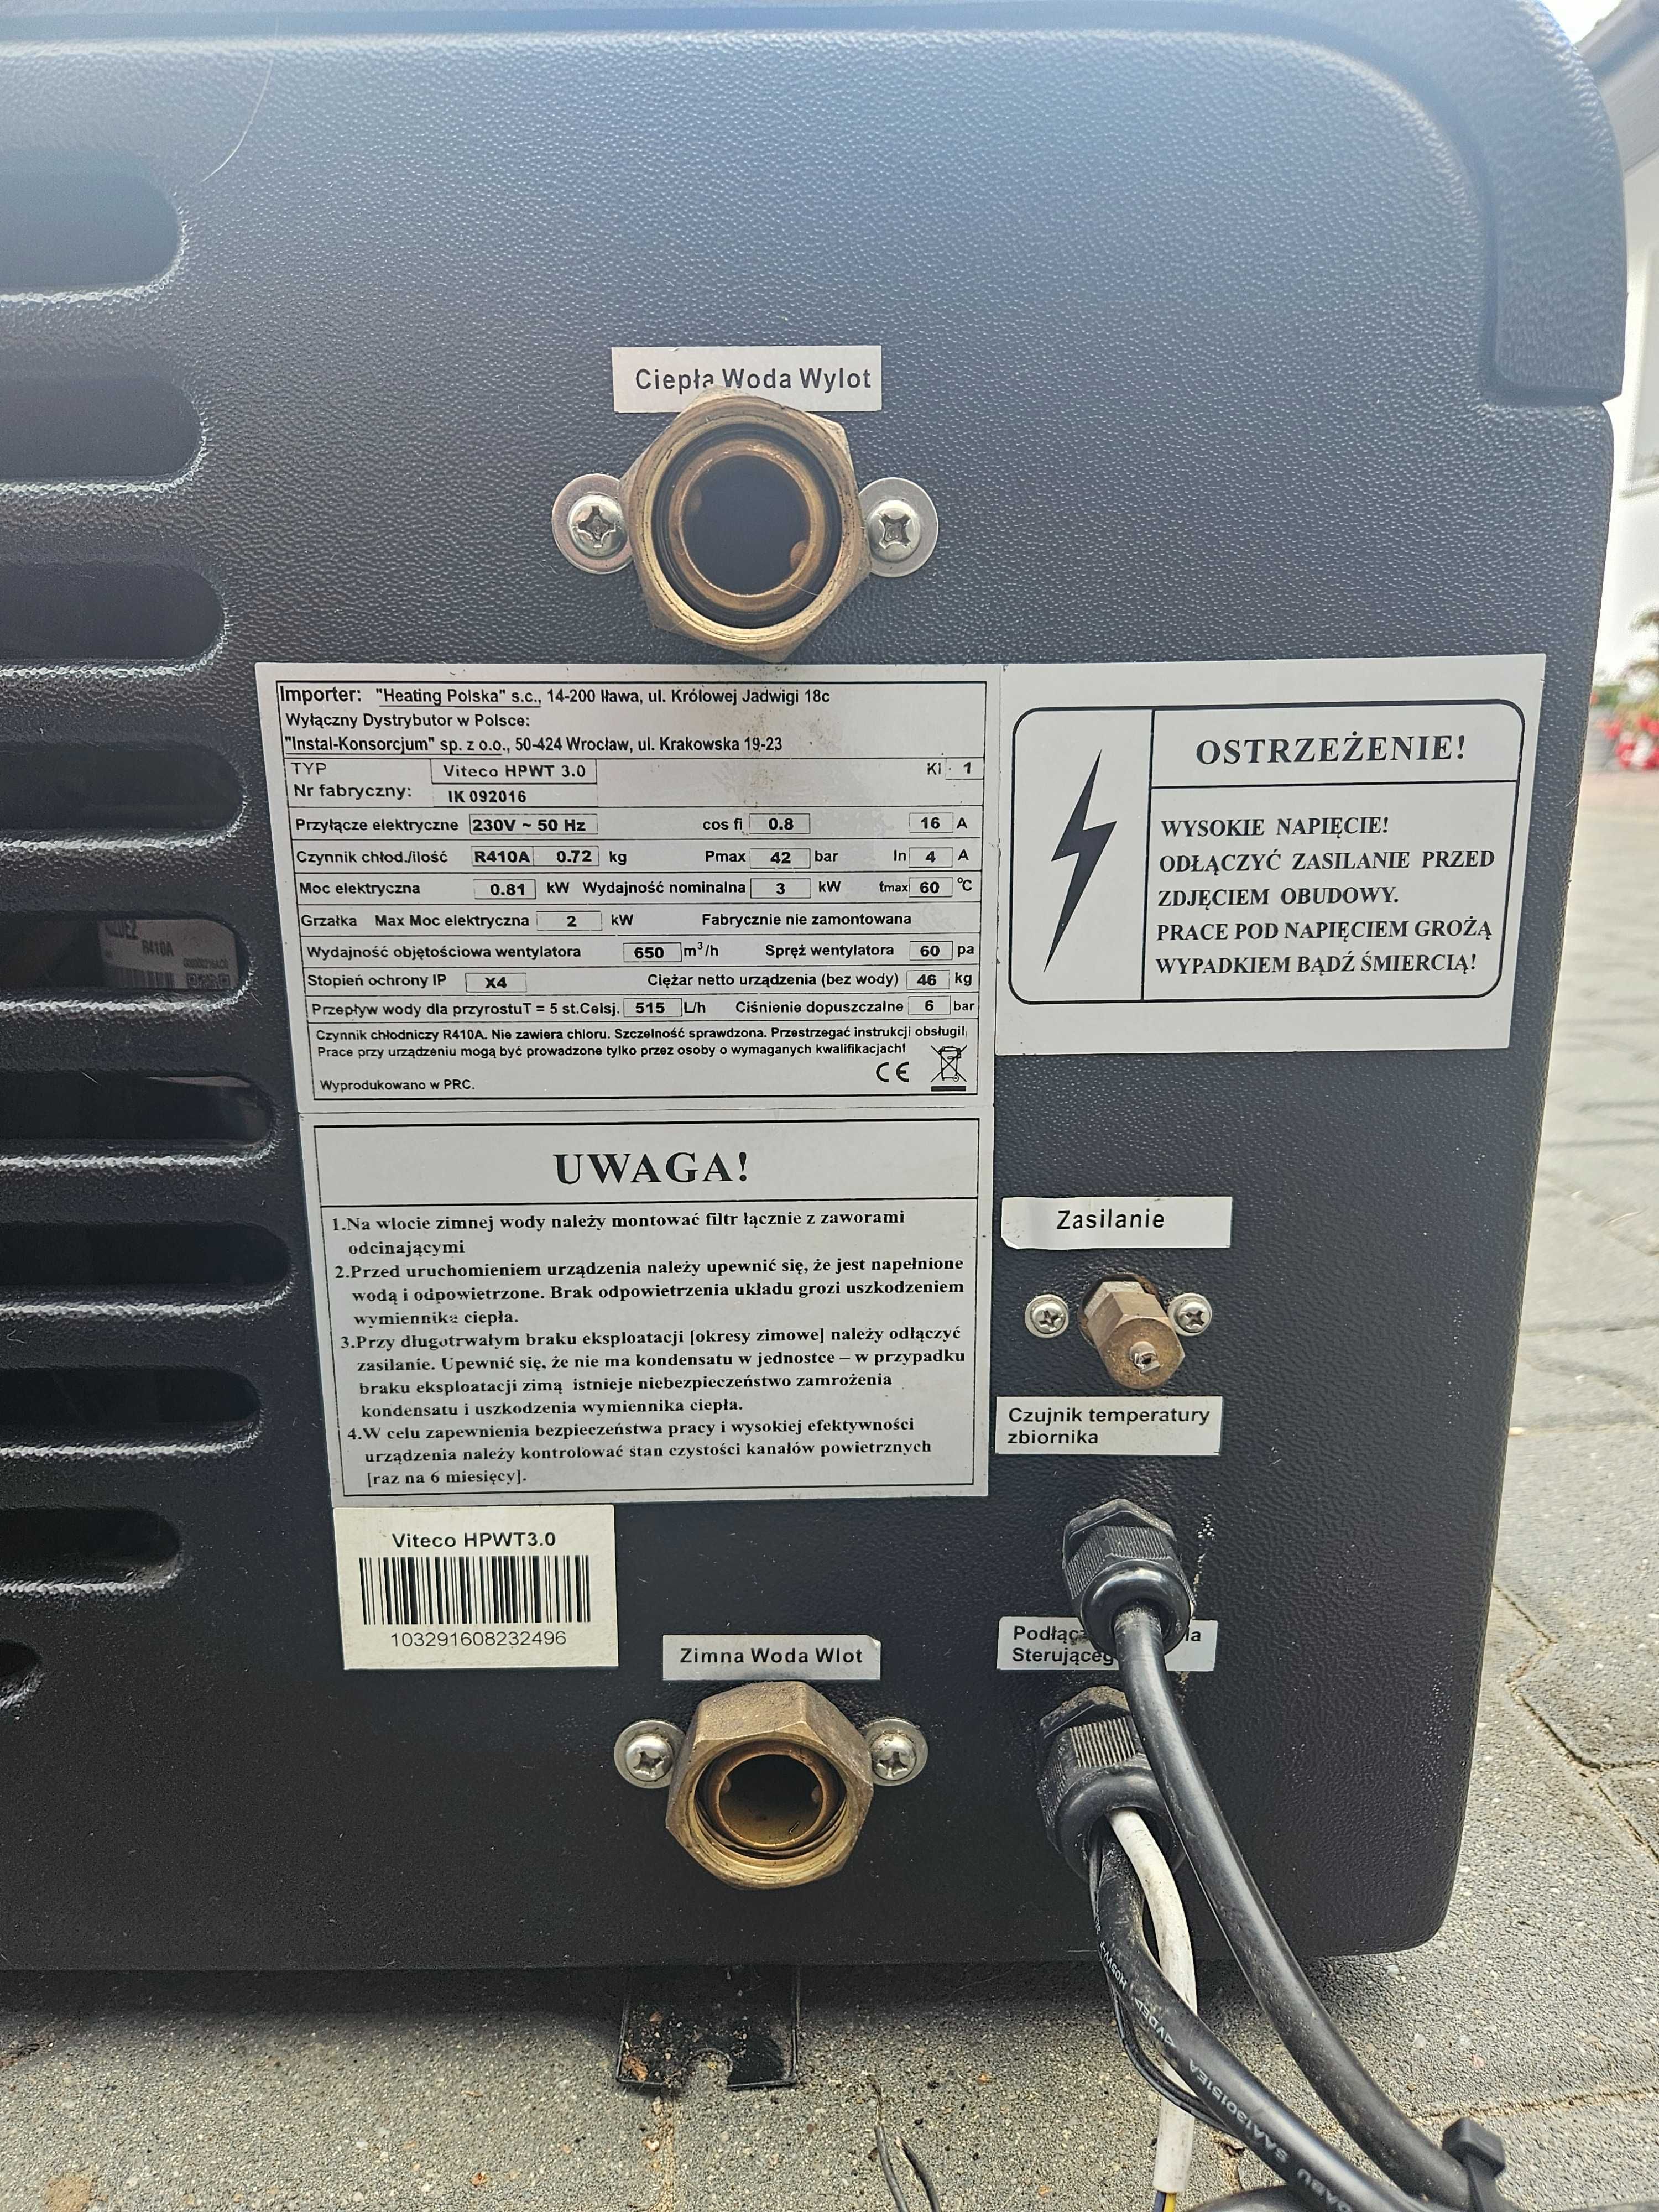 Ciepła Woda Wylot
Importer: "Heating Polska" s.c., 14-200 Iława, ul. Królowej Jadwigi 18c
Wyłączny Dystrybutor w Polsce:
"Instal-Konsorcjum" sp. z o.o., 50-424 Wrocław, ul. Krakowska 19-23
TYP Viteco HPWT 3.0 Kl 1
Nr fabryczny: IK 092016
Przyłącze elektryczne 230V ~ 50 Hz cos fi 0.8 16 A
Czynnik chłod./ilość R410A 0.72 kg Pmax 42 bar In 4 A
Moc elektryczna 0.81 kW Wydajność nominalna 3 kW tmax 60 °C
Grzałka Max Moc elektryczna 2 kW Fabrycznie nie zamontowana
Wydajność objętościowa wentylatora 650 m³/h Spręż wentylatora 60 pa
Stopień ochrony IP X4 Ciężar netto urządzenia (bez wody) 46 kg
Przepływ wody dla przyrostuT = 5 st.Celsj. 515 L/h Ciśnienie dopuszczalne 6 bar
Czynnik chłodniczy R410A. Nie zawiera chloru. Szczelność sprawdzona. Przestrzegać instrukcji obsługi!
Prace przy urządzeniu mogą być prowadzone tylko przez osoby o wymaganych kwalifikacjach!
CE
Wyprodukowano w PRC.
OSTRZEŻENIE!
WYSOKIE NAPIĘCIE!
ODŁĄCZYĆ ZASILANIE PRZED
ZDJĘCIEM OBUDOWY.
PRACE POD NAPIĘCIEM GROŻĄ
WYPADKIEM BĄDŹ ŚMIERCIĄ!
R410A
UWAGA!
1.Na wlocie zimnej wody należy montować filtr łącznie z zaworami
odcinającymi
2.Przed uruchomieniem urządzenia należy upewnić się, że jest napełnione
wodą i odpowietrzone. Brak odpowietrzenia układu grozi uszkodzeniem
wymiennika ciepła.
3.Przy długotrwałym braku eksploatacji [okresy zimowe] należy odłączyć
zasilanie. Upewnić się, że nie ma kondensatu w jednostce – w przypadku
braku eksploatacji zimą istnieje niebezpieczeństwo zamrożenia
kondensatu i uszkodzenia wymiennika ciepła.
4.W celu zapewnienia bezpieczeństwa pracy i wysokiej efektywności
urządzenia należy kontrolować stan czystości kanałów powietrznych
[raz na 6 miesięcy].
Zasilanie
Czujnik temperatury
zbiornika
Viteco HPWT3.0
103291608232496
Zimna Woda Wlot
H05VV-F
SAA130151EA